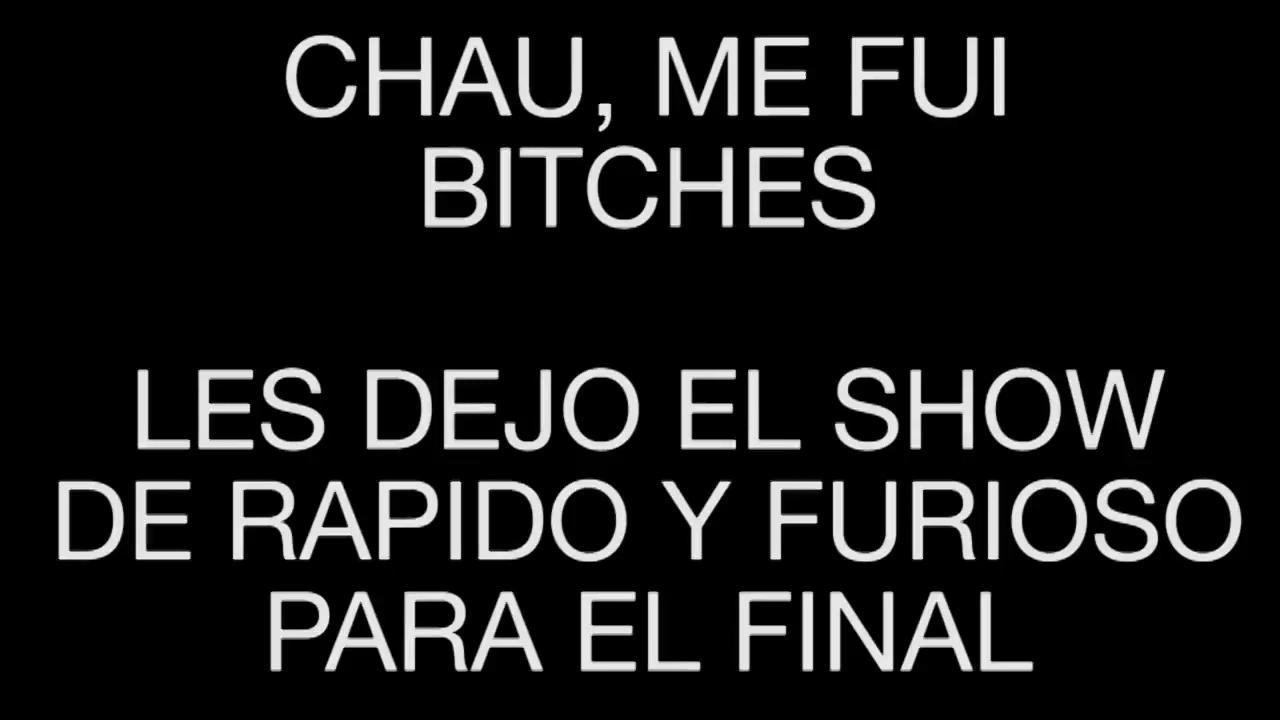 CHAU, ME FUI
BITCHES
LES DEJO EL SHOW
DE RAPIDO Y FURIOSO
PARA EL FINAL